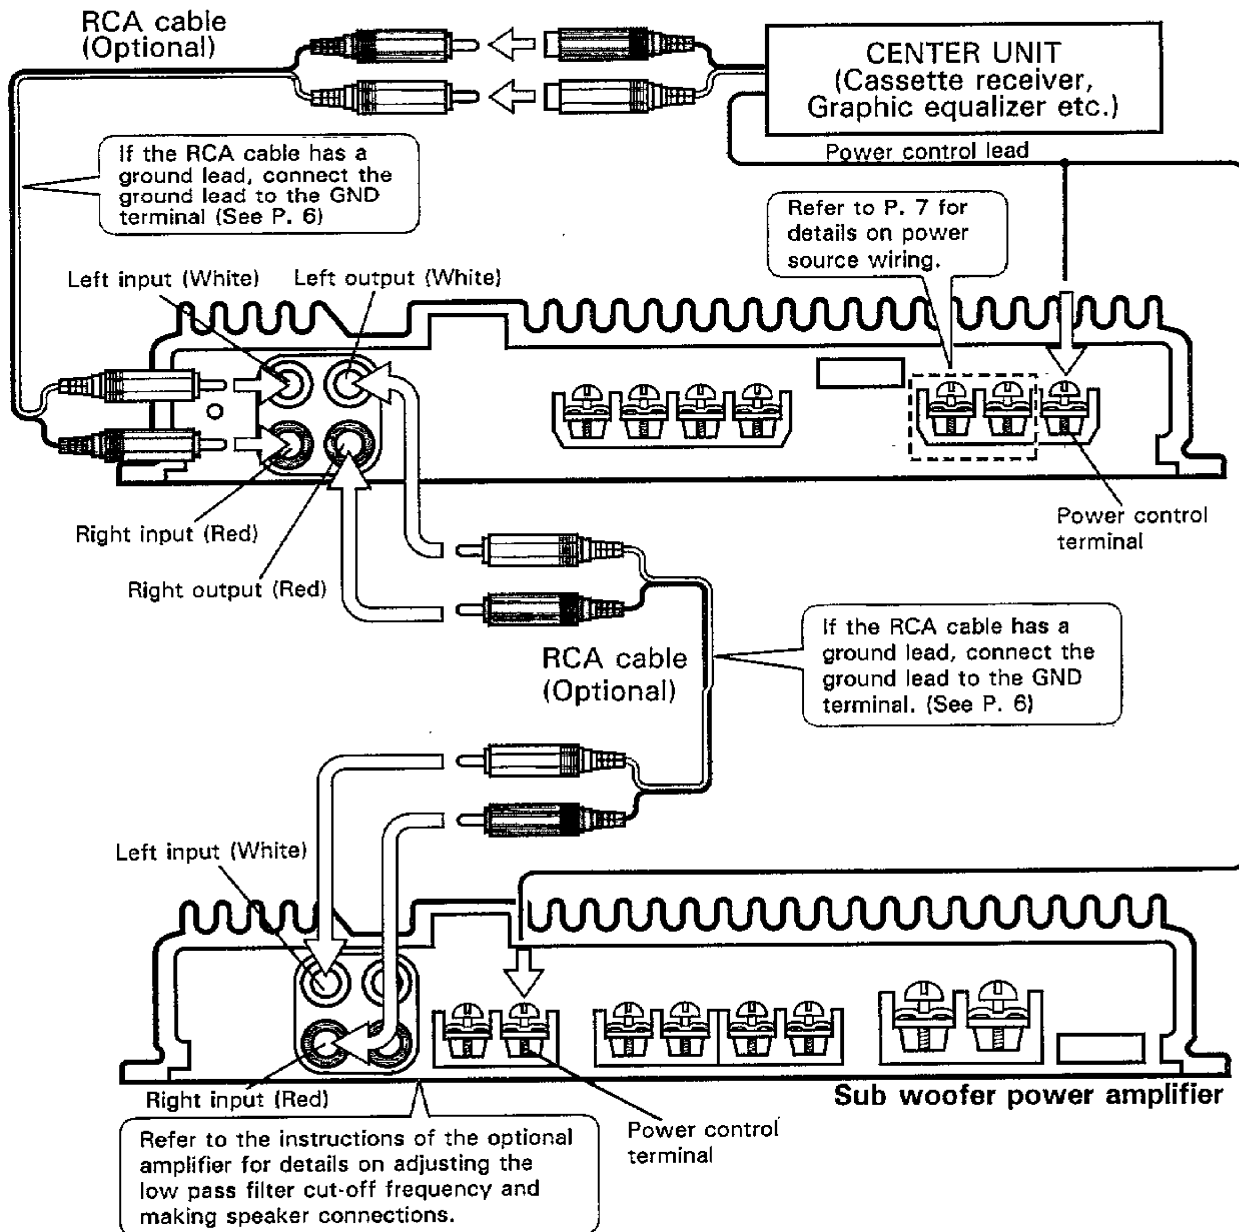 RCA cable
(Optional)
CENTER UNIT
(Cassette receiver,
Graphic equalizer etc.)
Power control lead
If the RCA cable has a
ground lead, connect the
ground lead to the GND
terminal (See P. 6)
Refer to P. 7 for
details on power
source wiring.
Left input (White)
Left output (White)
Right input (Red)
Right output (Red)
Power control
terminal
RCA cable
(Optional)
If the RCA cable has a
ground lead, connect the
ground lead to the GND
terminal. (See P. 6)
Left input (White)
Right input (Red)
Sub woofer power amplifier
Power control
terminal
Refer to the instructions of the optional
amplifier for details on adjusting the
low pass filter cut-off frequency and
making speaker connections.